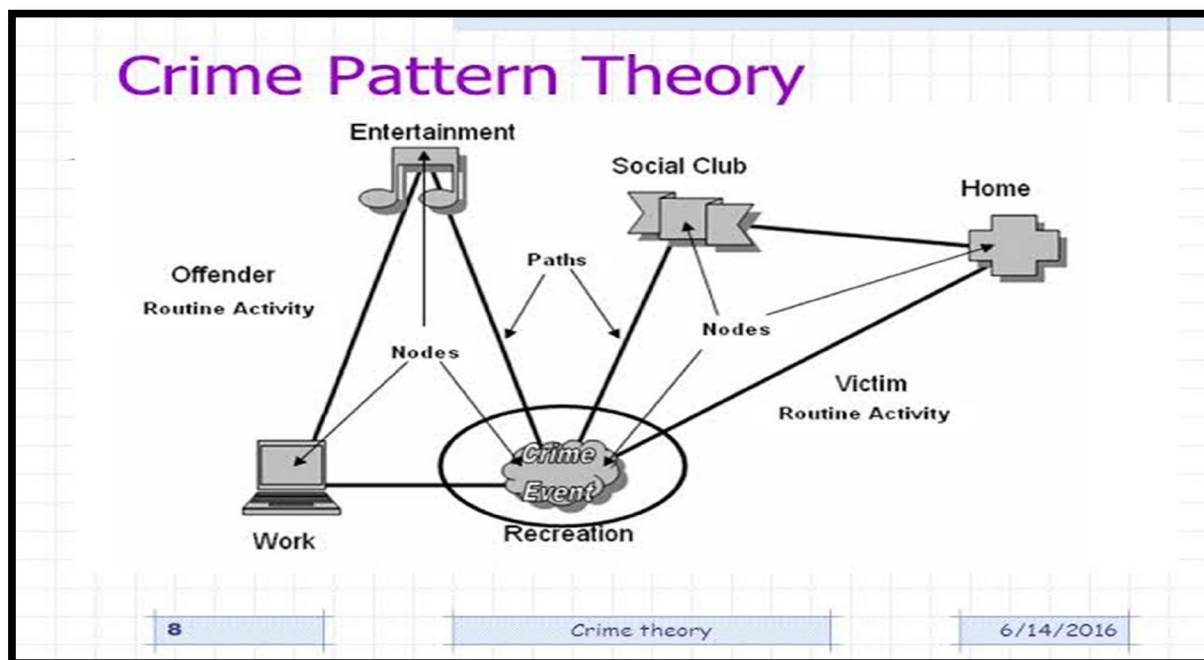 Crime Pattern Theory
Entertainment
Social Club
Home
Paths
Offender
Routine Activity
Nodes
Nodes
Victim
Routine Activity
Crime
Event
Recreation
Work
8
Crime theory
6/14/2016